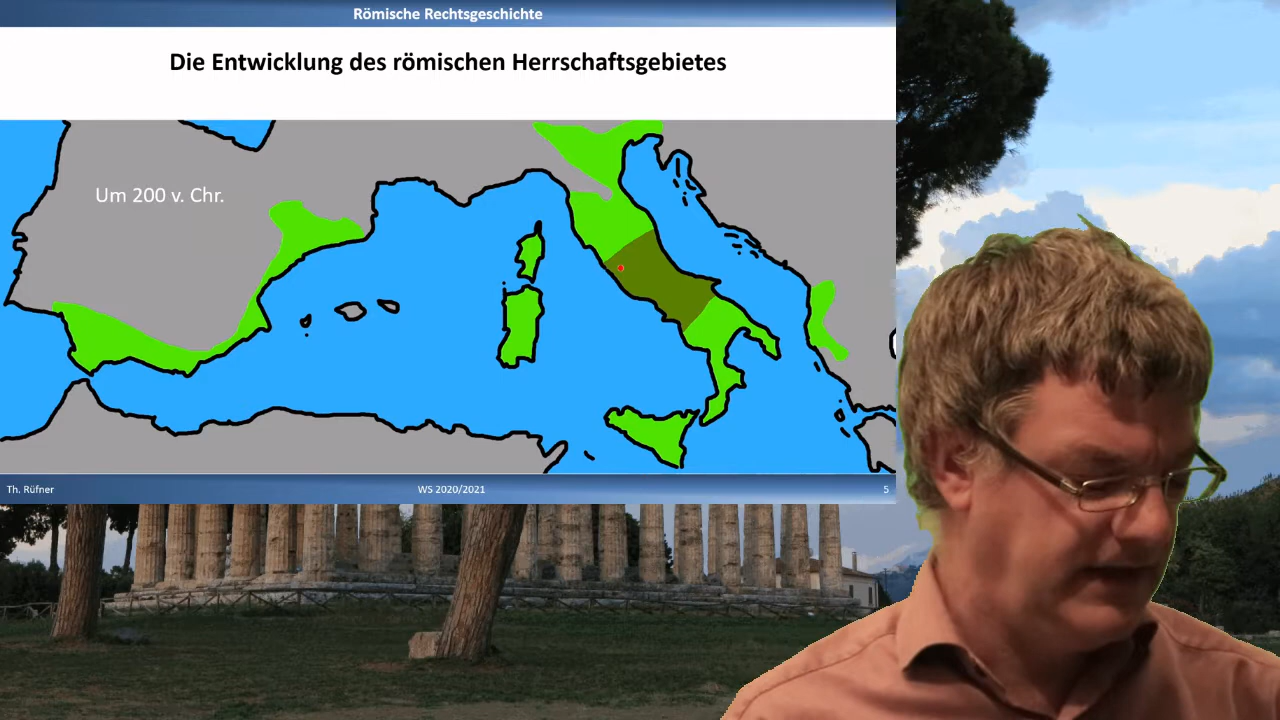 Römische Rechtsgeschichte
Die Entwicklung des römischen Herrschaftsgebietes
Um 200 v. Chr.
Th. Rüfner
WS 2020/2021
5